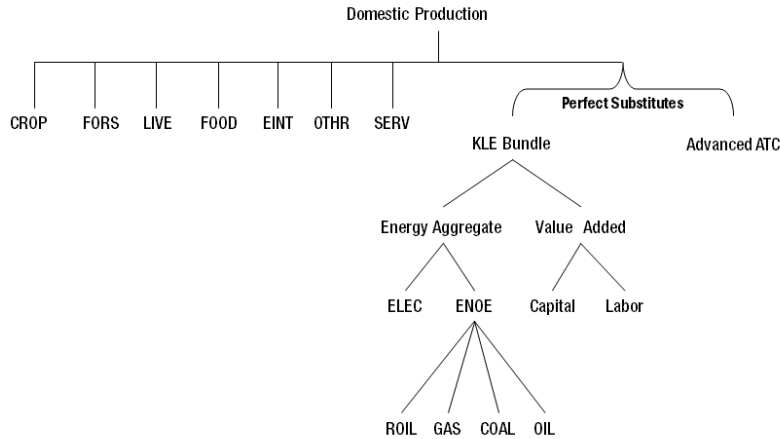 Domestic Production
CROP FORS LIVE FOOD EINT OTHR SERV
Perfect Substitutes
KLE Bundle Advanced ATC
Energy Aggregate Value Added
ELEC ENOE Capital Labor
ROIL GAS COAL OIL